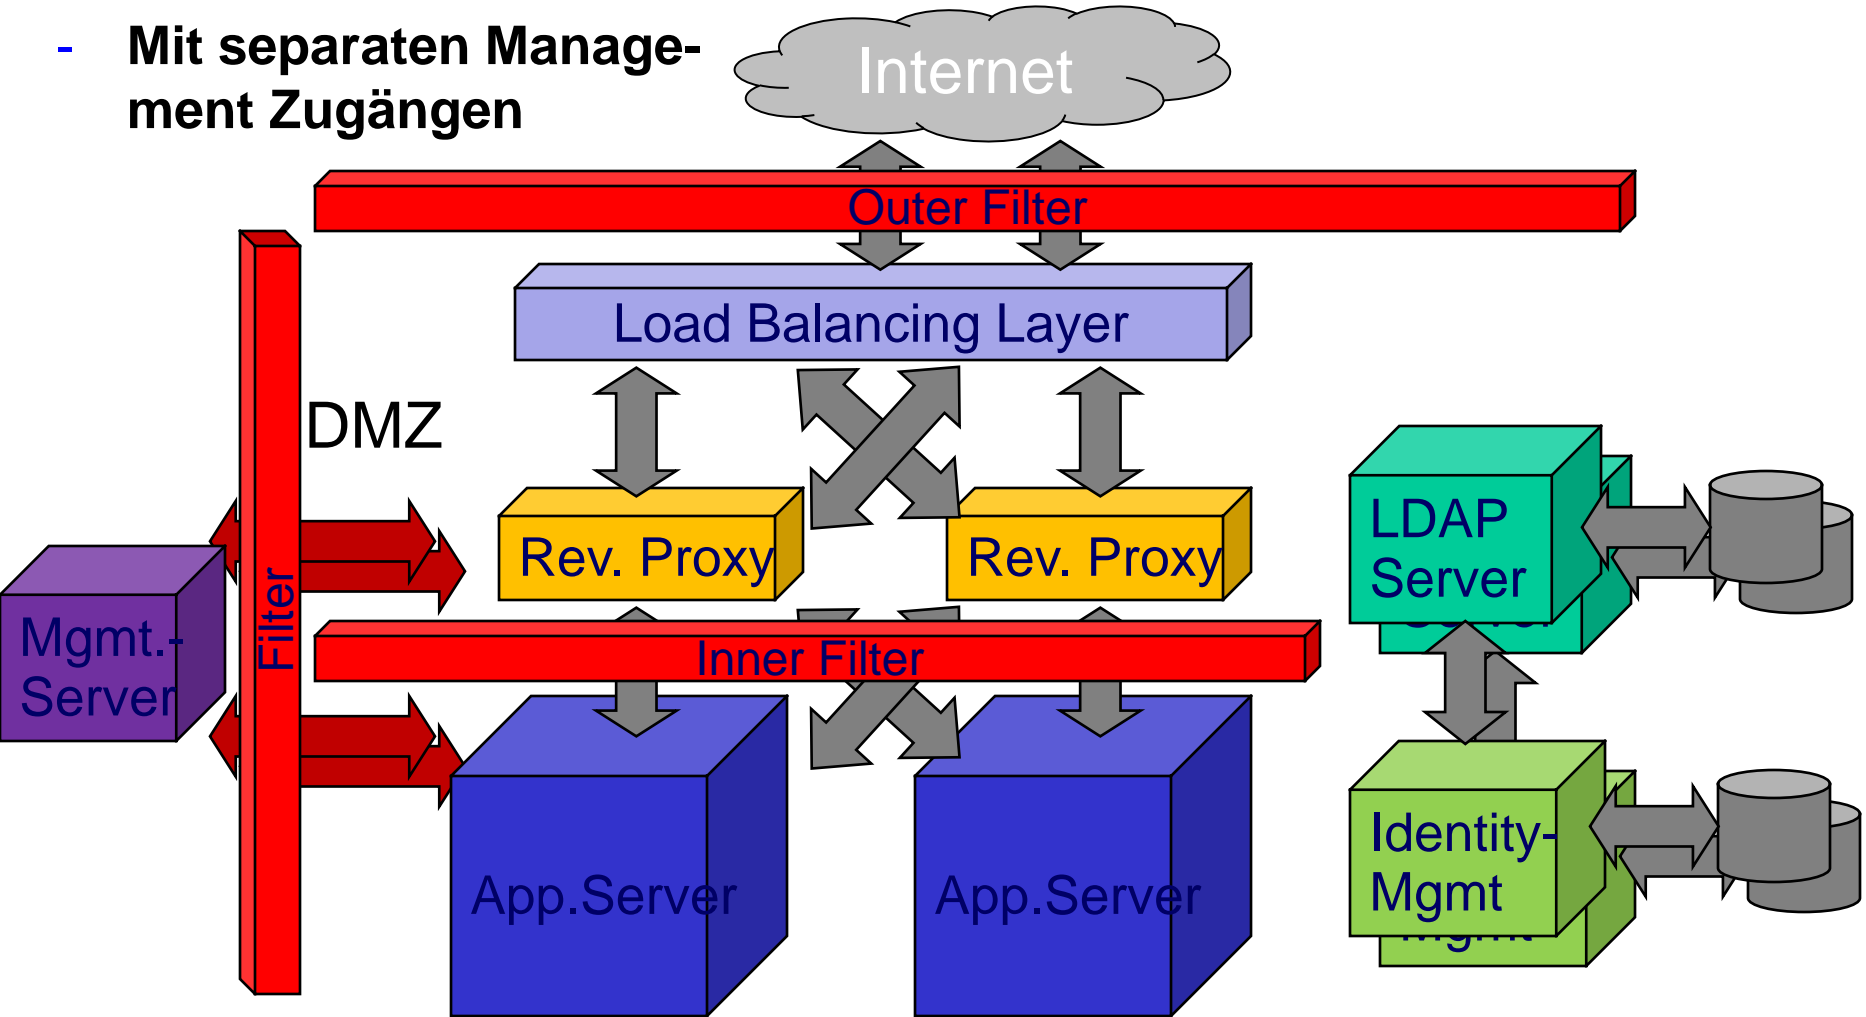 - Mit separaten Manage-
ment Zugängen
Internet
Outer Filter
Load Balancing Layer
DMZ
Rev. Proxy
Rev. Proxy
LDAP
Server
Filter
Mgmt.-
Server
Inner Filter
App.Server
App.Server
Identity-
Mgmt
Mgmt